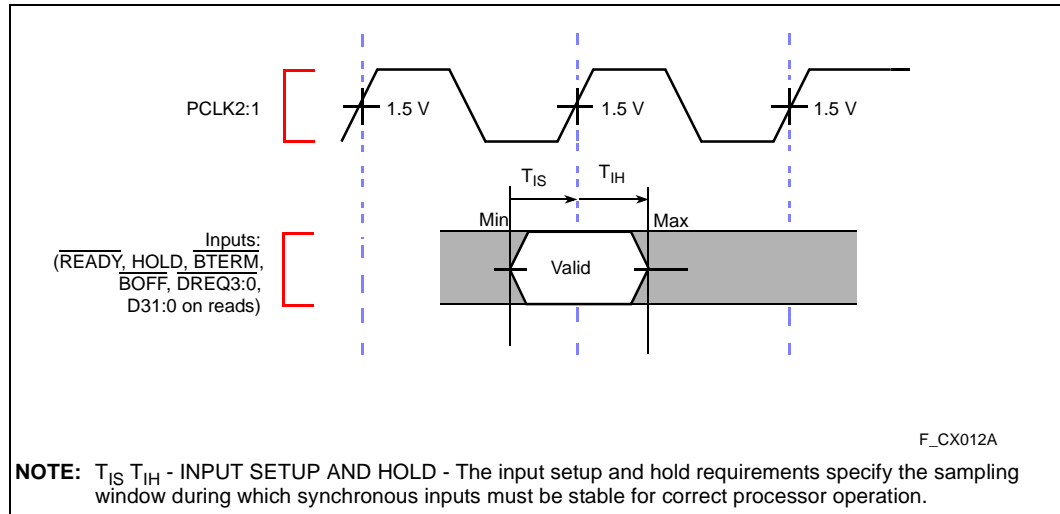 PCLK2:1
1.5 V
1.5 V
1.5 V
TIS
TIH
Min
Max
Inputs:
(READY, HOLD, BTERM,
BOFF, DREQ3:0,
D31:0 on reads)
Valid
F_CX012A
NOTE: TIS TIH - INPUT SETUP AND HOLD - The input setup and hold requirements specify the sampling
window during which synchronous inputs must be stable for correct processor operation.